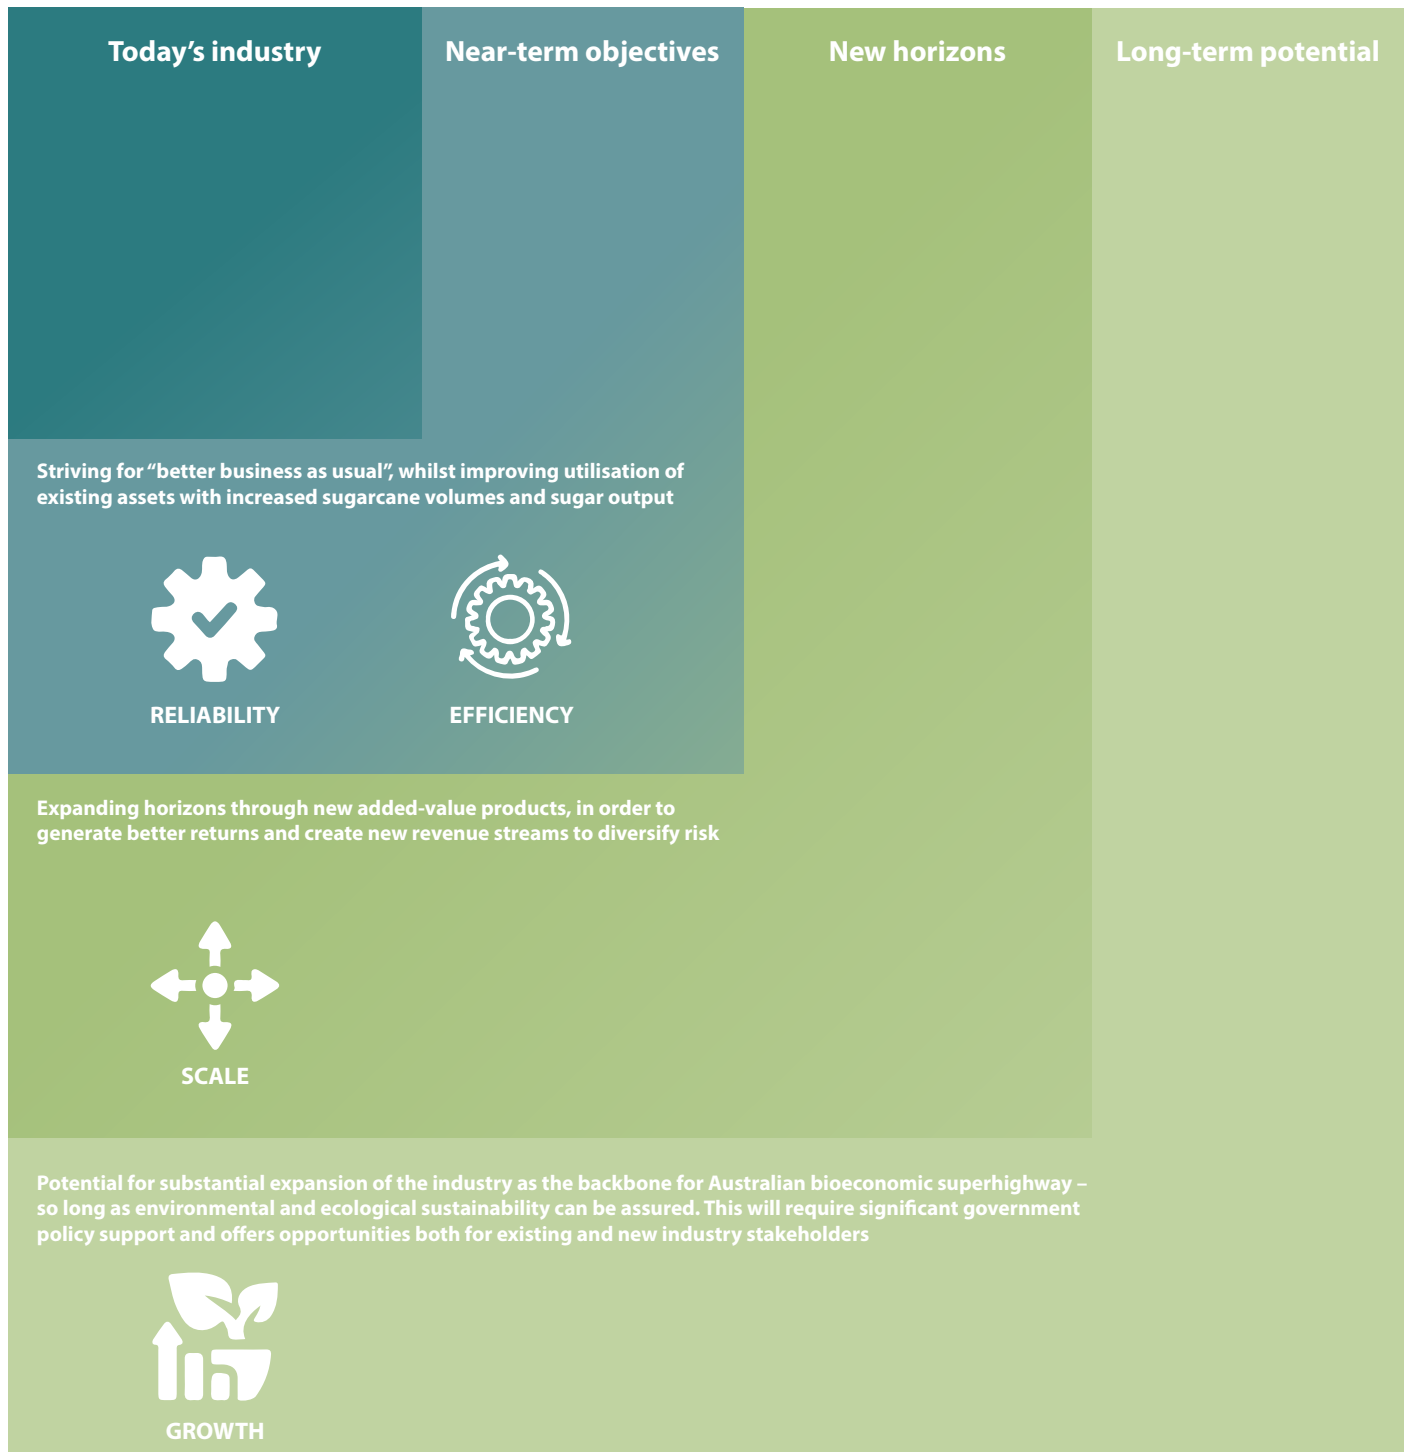 Today’s industry
Near-term objectives
New horizons
Long-term potential
Striving for “better business as usual”, whilst improving utilisation of
existing assets with increased sugarcane volumes and sugar output
RELIABILITY
EFFICIENCY
Expanding horizons through new added-value products, in order to
generate better returns and create new revenue streams to diversify risk
SCALE
Potential for substantial expansion of the industry as the backbone for Australian bioeconomic superhighway –
so long as environmental and ecological sustainability can be assured. This will require significant government
policy support and offers opportunities both for existing and new industry stakeholders
GROWTH